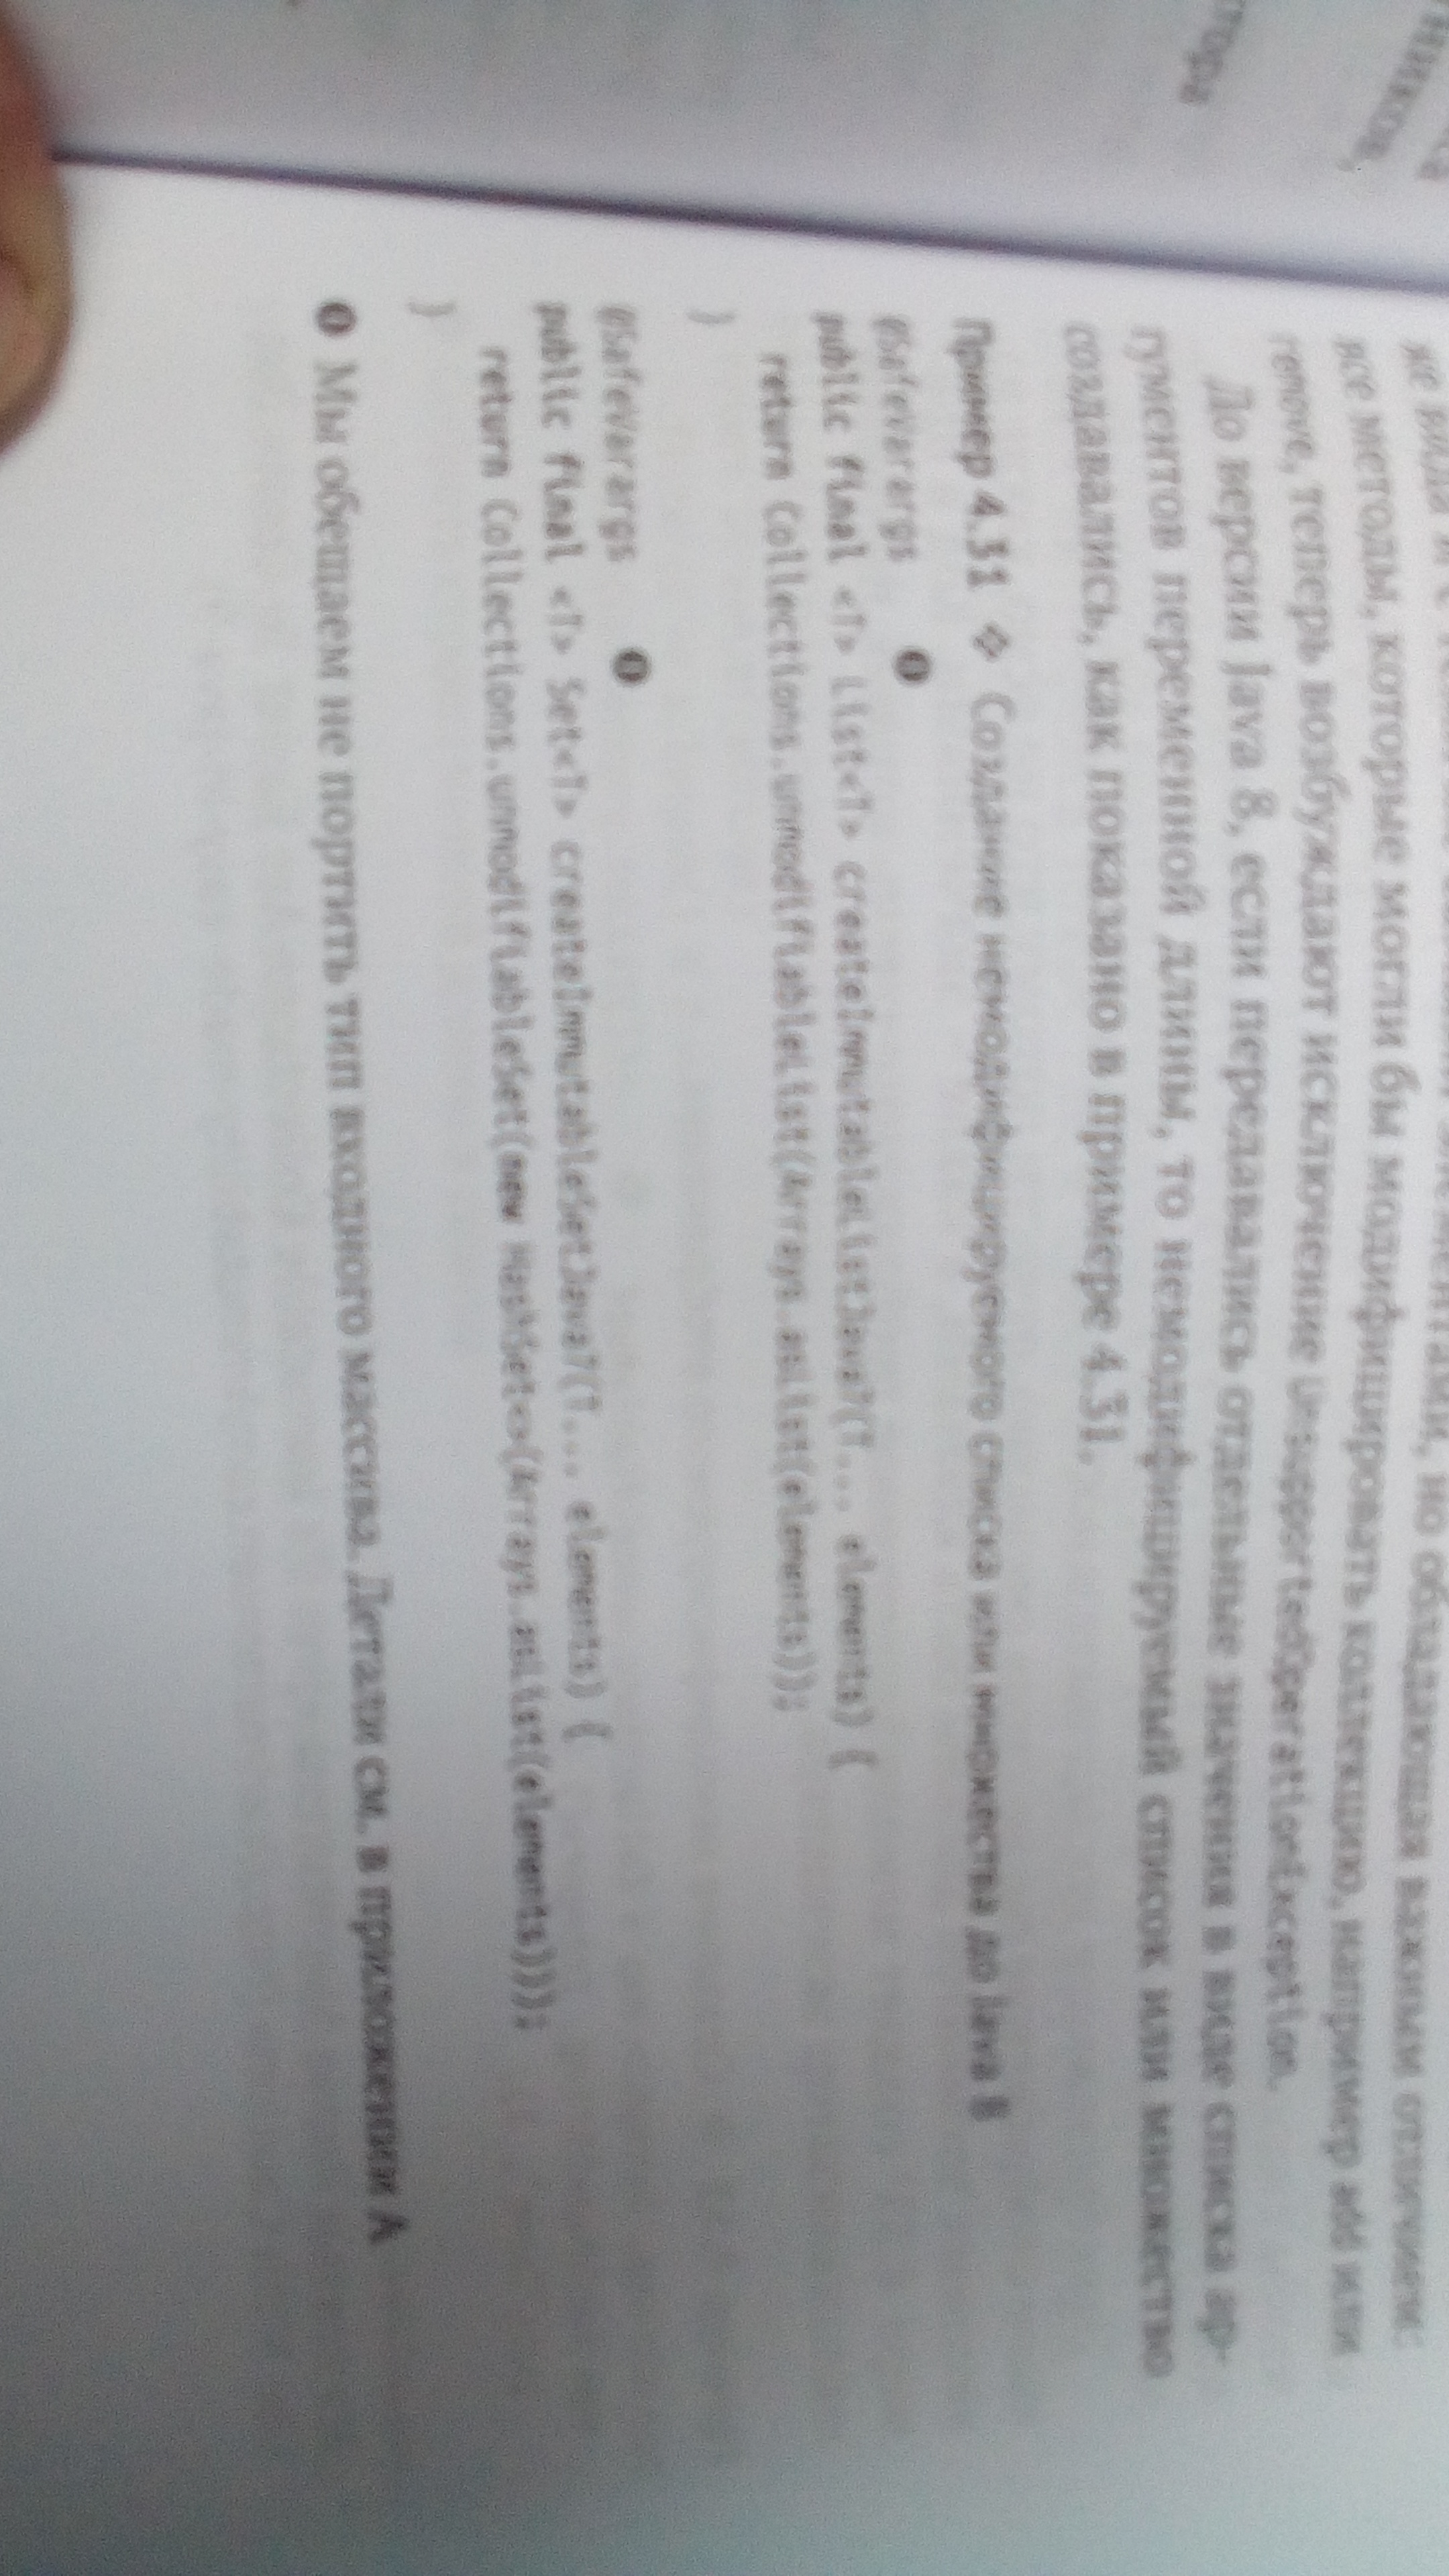 ников,
ктора
же вида и с элементами, но обладающая важным отличием:
все методы, которые могли бы модифицировать коллекцию, например add или
remove, теперь возбуждают исключение UnsupportedOperationException.
До версии Java 8, если передавались отдельные значения в виде списка ар-
гументов переменной длины, то немодифицируемый список или множество
создавались, как показано в примере 4.31.
Пример 4.31 ❖ Создание немодифицируемого списка или множества до Java 8
@SafeVarargs ❶
public final <T> List<T> createImmutableListJava7(T... elements) {
return Collections.unmodifiableList(Arrays.asList(elements));
}
@SafeVarargs ❶
public final <T> Set<T> createImmutableSetJava7(T... elements) {
return Collections.unmodifiableSet(new HashSet<>(Arrays.asList(elements)));
}
❶ Мы обещаем не портить тип входного массива. Детали см. в приложении A